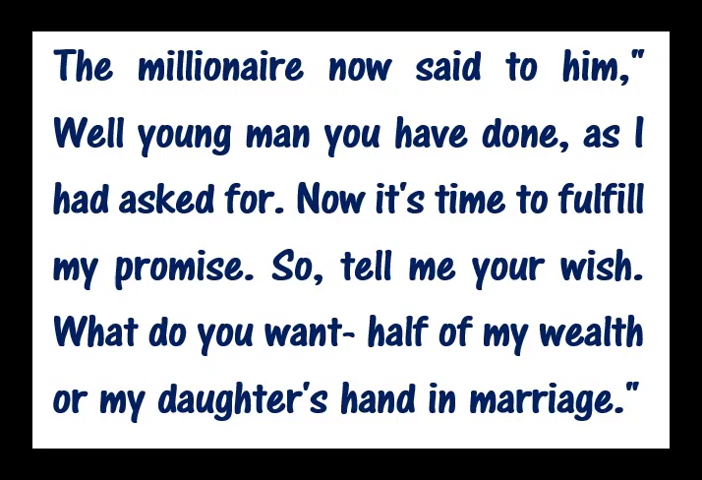 The millionaire now said to him,"
Well young man you have done, as I
had asked for. Now it's time to fulfill
my promise. So, tell me your wish.
What do you want- half of my wealth
or my daughter's hand in marriage."